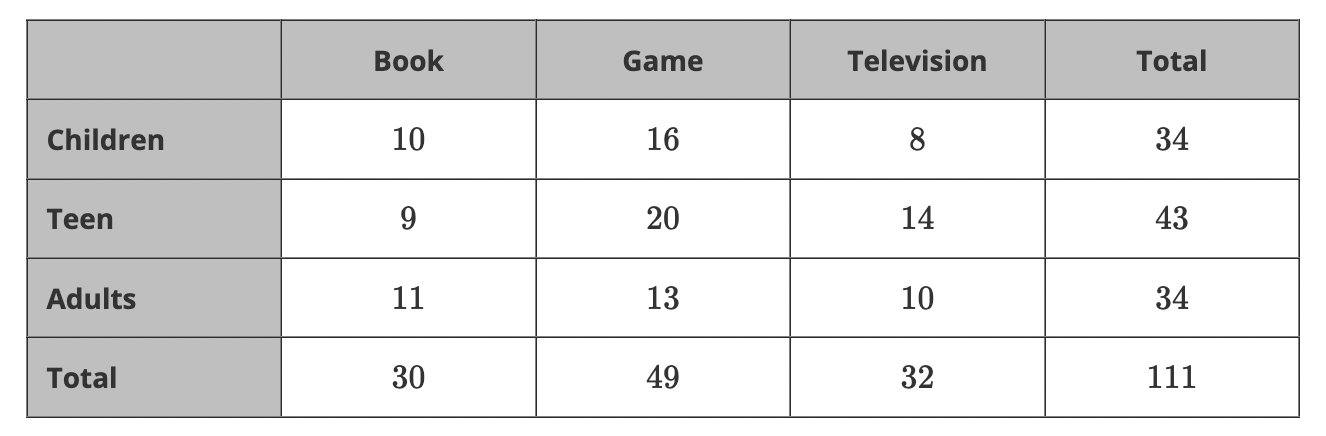 Book Game Television Total
Children 10 16 8 34
Teen 9 20 14 43
Adults 11 13 10 34
Total 30 49 32 111